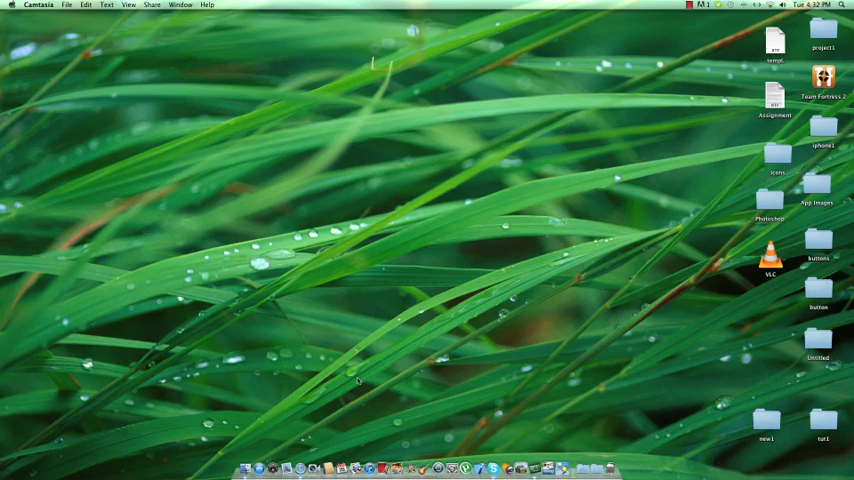 Camtasia File Edit Text View Share Window Help
1 Tue 4:32 PM
templ.
project1
Team Fortress 2
Assignment
iphone1
Icons
App Images
Photoshop
buttons
VLC
button
Untitled
new1
tut1